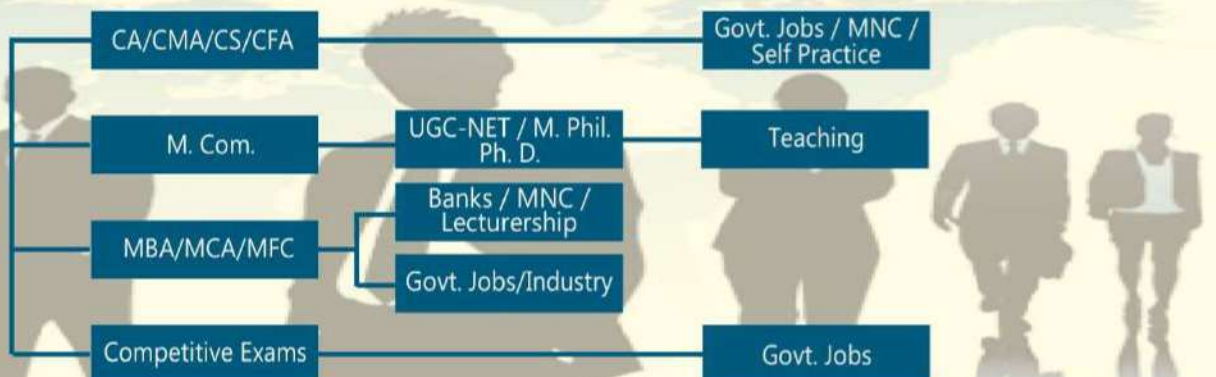 CA/CMA/CS/CFA
Govt. Jobs / MNC /
Self Practice
M. Com.
UGC-NET / M. Phil.
Ph. D.
Teaching
MBA/MCA/MFC
Banks / MNC /
Lecturership
Govt. Jobs/Industry
Competitive Exams
Govt. Jobs